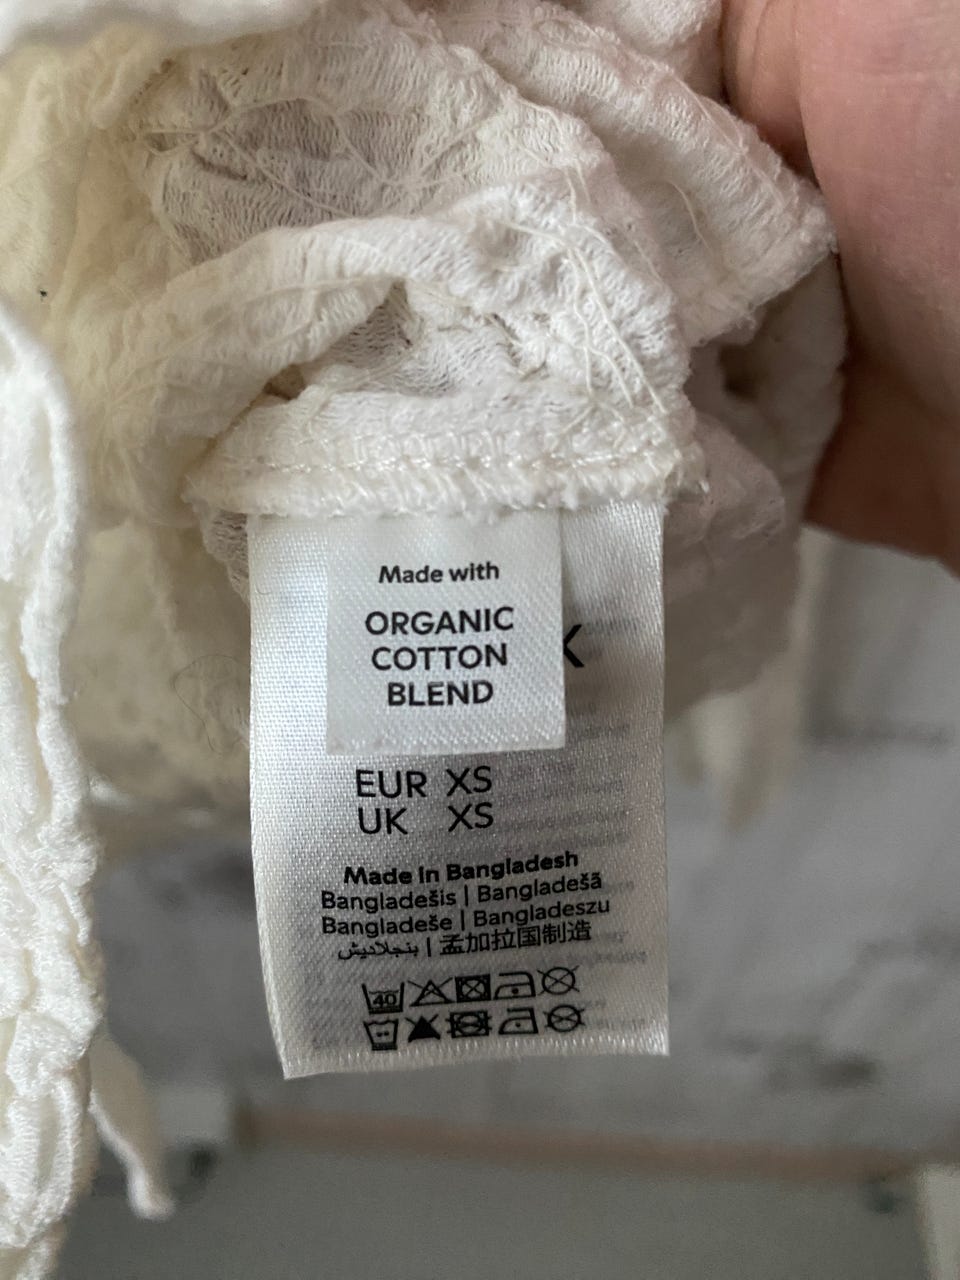 Made with
ORGANIC
COTTON
BLEND
K
EUR XS
UK XS
Made In Bangladesh
Bangladešis | Bangladešā
Bangladeše | Bangladeszu
بنجلاديش | 孟加拉国制造
40